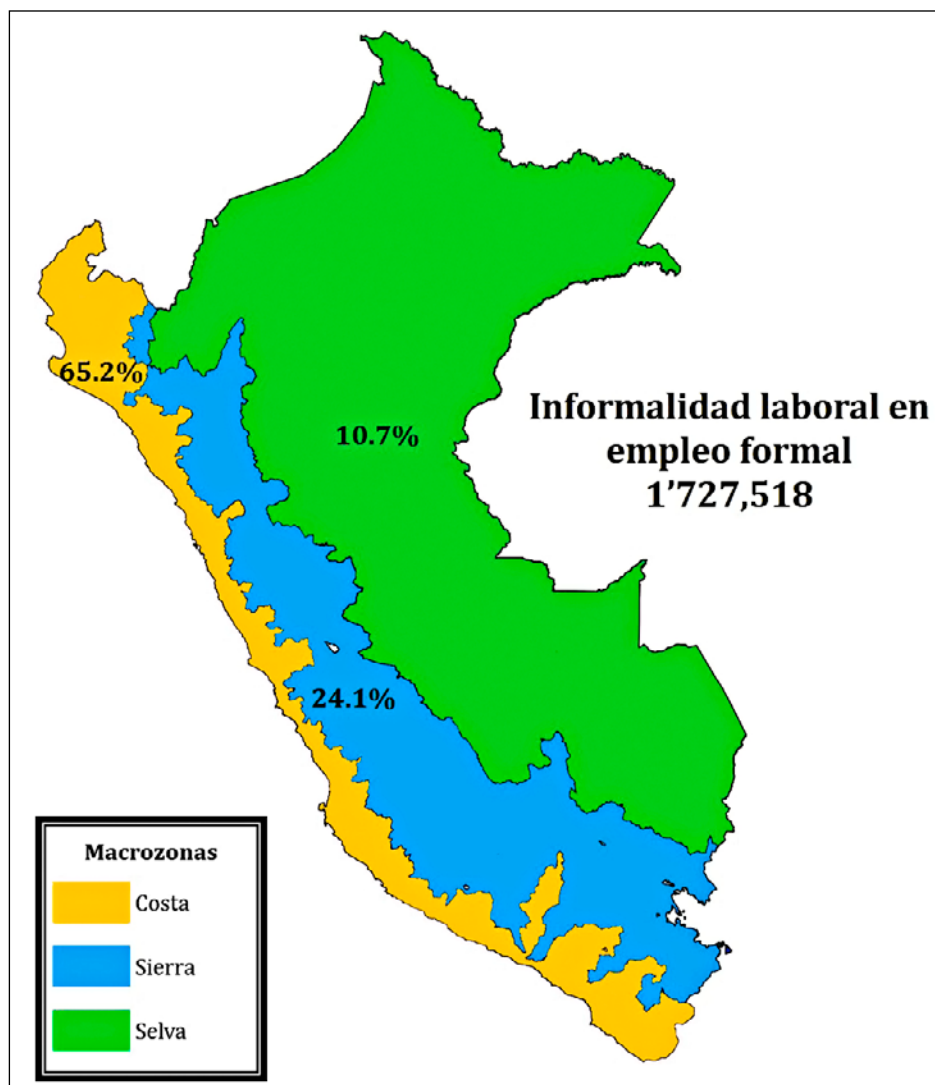 65.2%
10.7%
Informalidad laboral en
empleo formal
1’727,518
24.1%
Macrozonas
Costa
Sierra
Selva